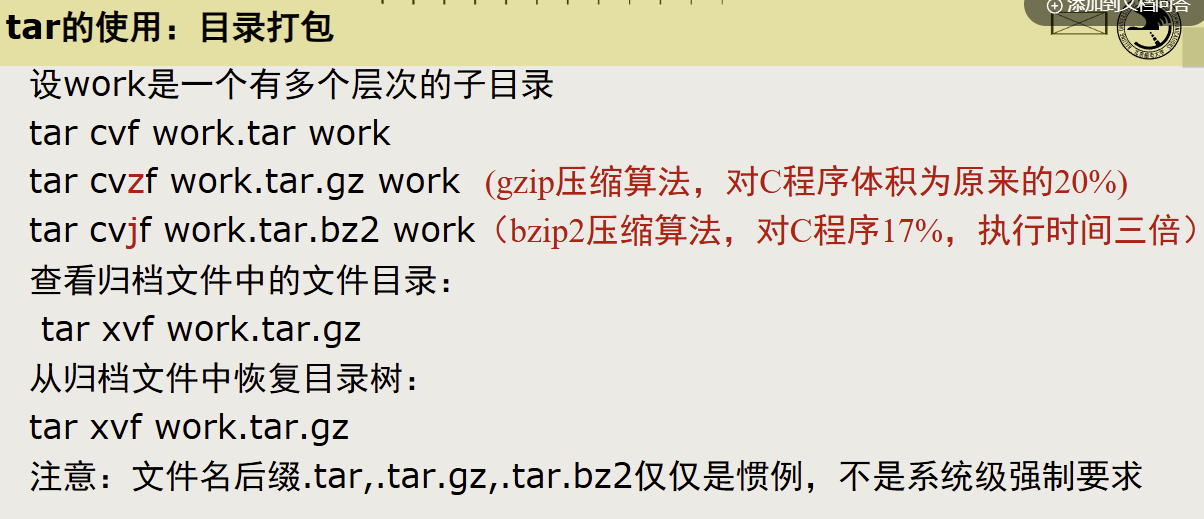 添加到文档问答
tar的使用：目录打包
设work是一个有多个层次的子目录
tar cvf work.tar work
tar cvzf work.tar.gz work (gzip压缩算法，对C程序体积为原来的20%)
tar cvjf work.tar.bz2 work（bzip2压缩算法，对C程序17%，执行时间三倍）
查看归档文件中的文件目录：
tar xvf work.tar.gz
从归档文件中恢复目录树：
tar xvf work.tar.gz
注意：文件名后缀.tar,.tar.gz,.tar.bz2仅仅是惯例，不是系统级强制要求